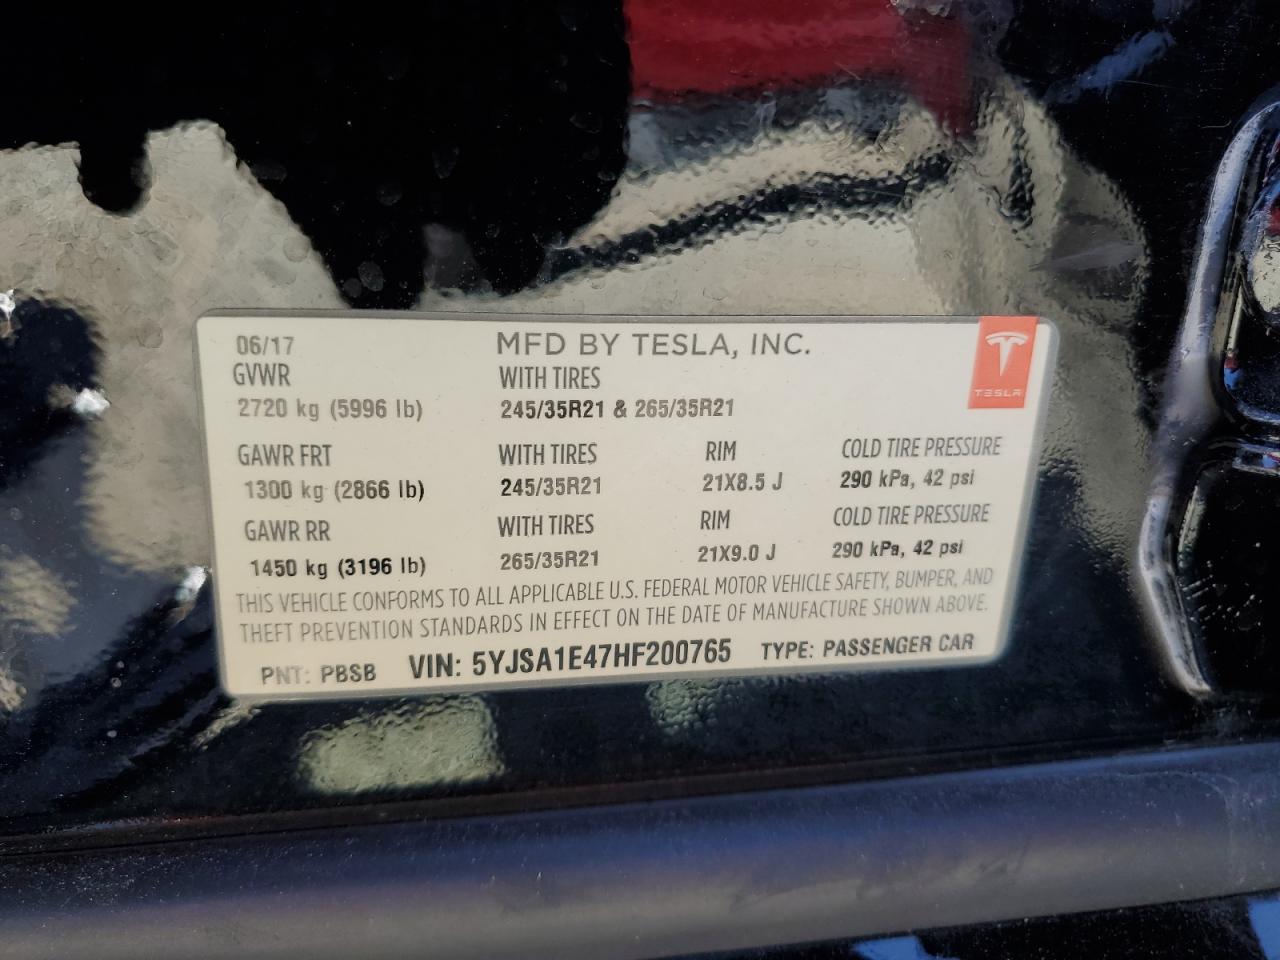 06/17 MFD BY TESLA, INC.
GVWR WITH TIRES
2720 kg (5996 lb) 245/35R21 & 265/35R21
TESLA
GAWR FRT WITH TIRES RIM COLD TIRE PRESSURE
1300 kg (2866 lb) 245/35R21 21X8.5 J 290 kPa, 42 psi
GAWR RR WITH TIRES RIM COLD TIRE PRESSURE
1450 kg (3196 lb) 265/35R21 21X9.0 J 290 kPa, 42 psi
THIS VEHICLE CONFORMS TO ALL APPLICABLE U.S. FEDERAL MOTOR VEHICLE SAFETY, BUMPER, AND
THEFT PREVENTION STANDARDS IN EFFECT ON THE DATE OF MANUFACTURE SHOWN ABOVE.
PNT: PBSB VIN: 5YJSA1E47HF200765 TYPE: PASSENGER CAR